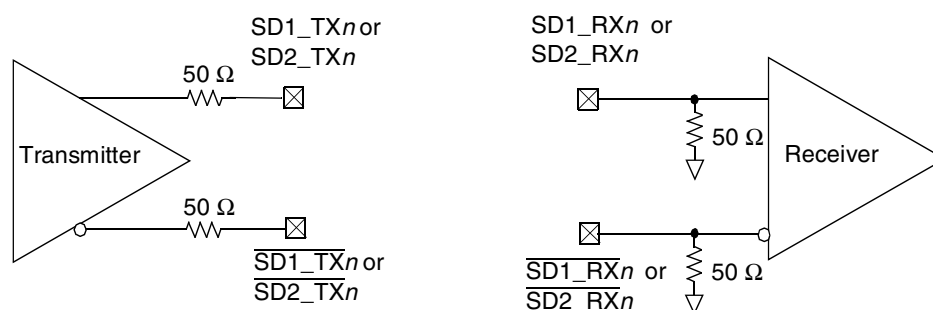 SD1_TXn or
SD2_TXn
50 Ω
Transmitter
50 Ω
SD1_TXn or
SD2_TXn
SD1_RXn or
SD2_RXn
50 Ω
Receiver
SD1_RXn or
SD2_RXn
50 Ω